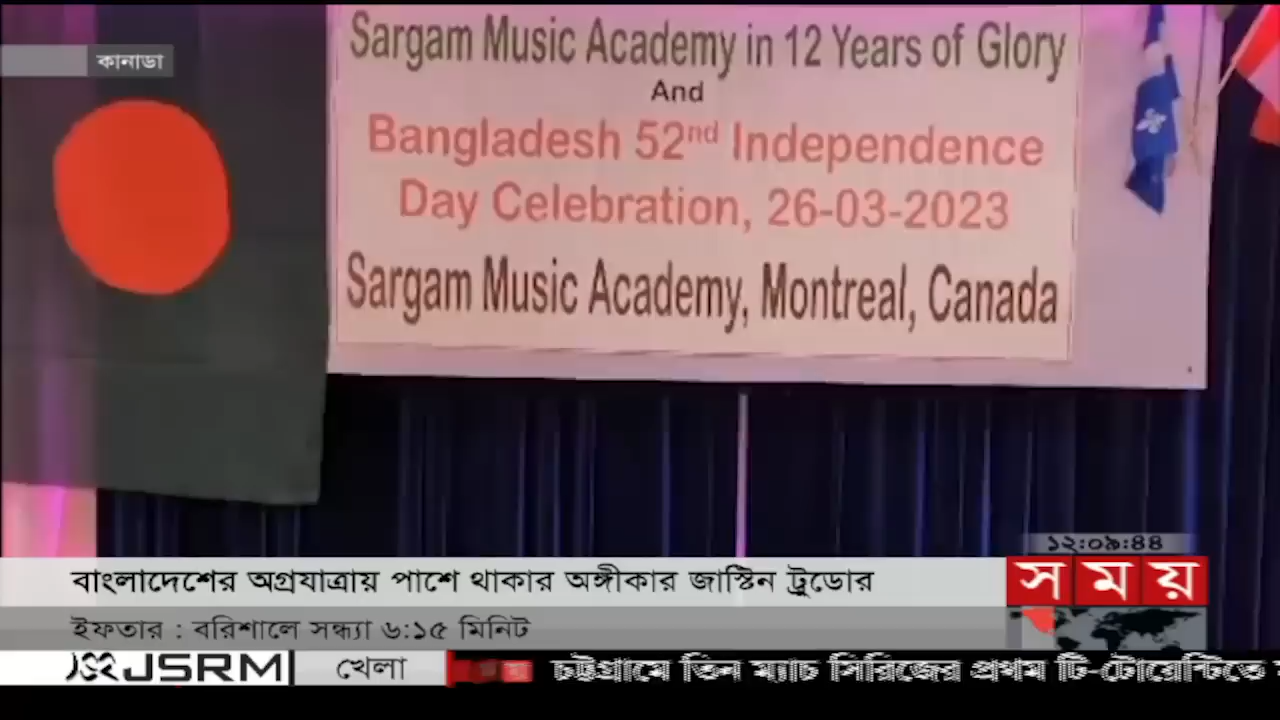 কানাডা
Sargam Music Academy in 12 Years of Glory
And
Bangladesh 52nd Independence
Day Celebration, 26-03-2023
Sargam Music Academy, Montreal, Canada
১২:০৯:৪৪
বাংলাদেশের অগ্রযাত্রায় পাশে থাকার অঙ্গীকার জাস্টিন ট্রুডোর
সময়
ইফতার : বরিশালে সন্ধ্যা ৬:১৫ মিনিট
JSRM
খেলা
চট্টগ্রামে তিন ম্যাচ সিরিজের প্রথম টি-টোয়েন্টিতে